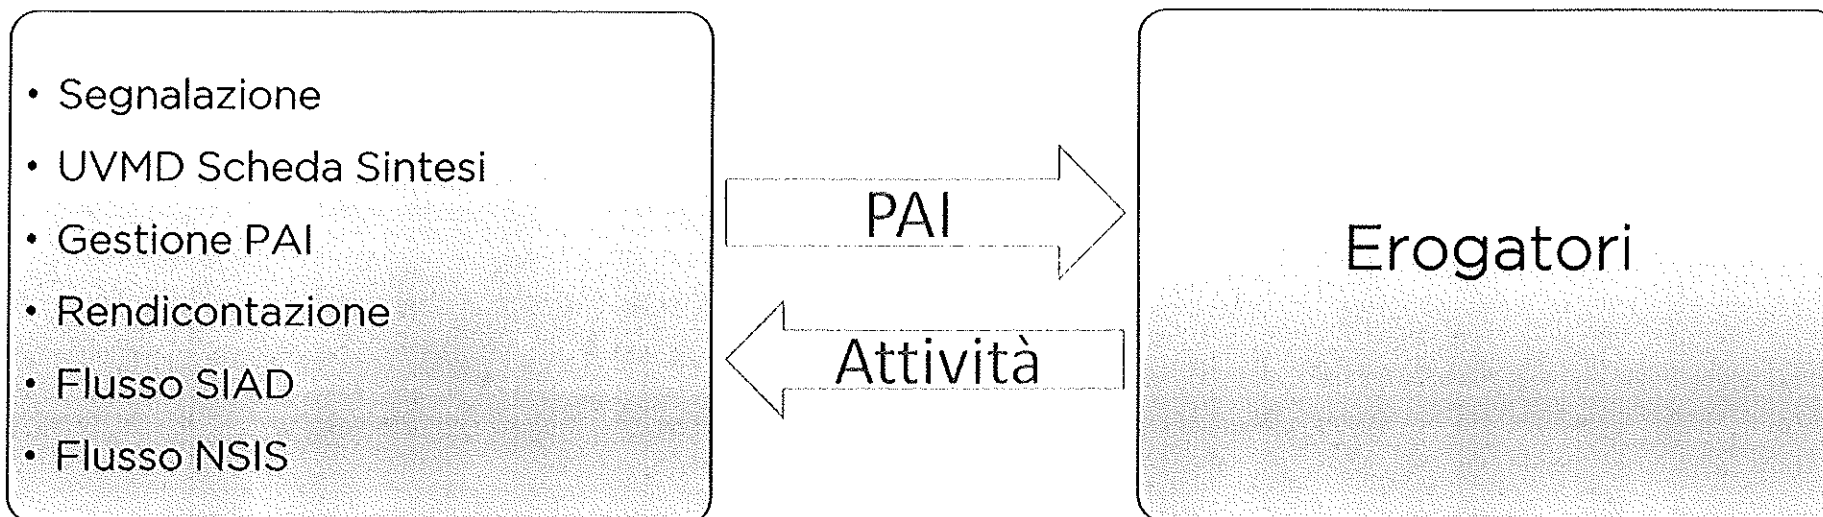 • Segnalazione
• UVMD Scheda Sintesi
• Gestione PAI
• Rendicontazione
• Flusso SIAD
• Flusso NSIS
PAI
Attività
Erogatori